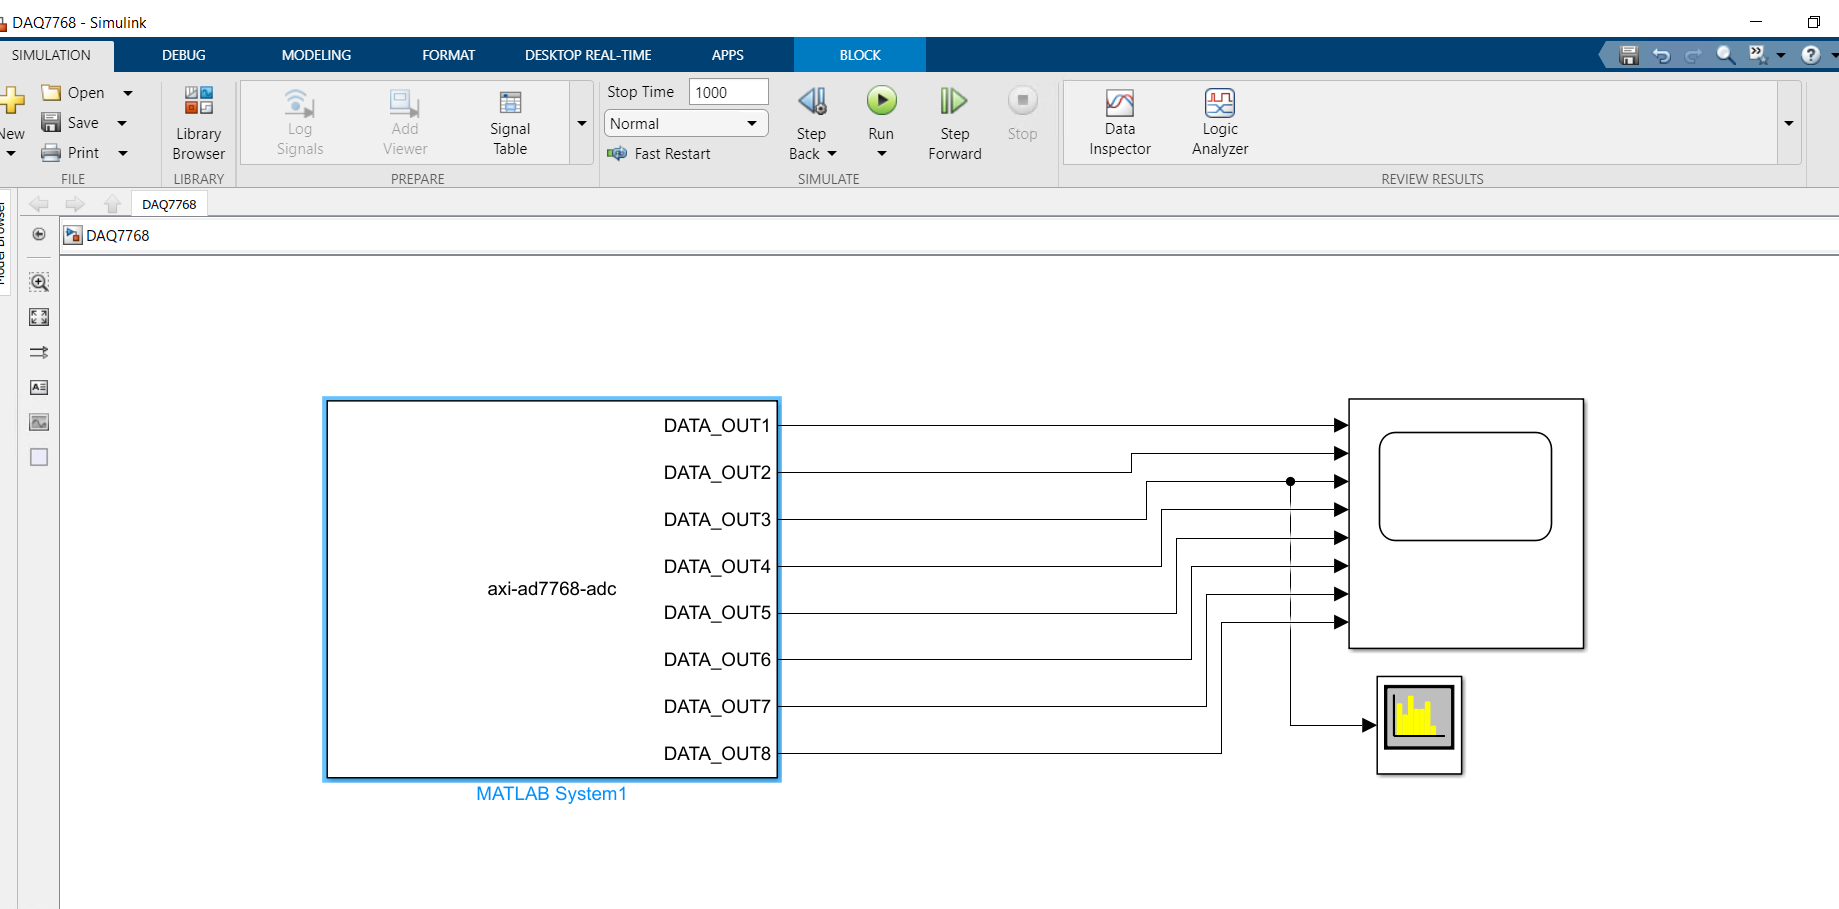 DAQ7768 - Simulink
SIMULATION DEBUG MODELING FORMAT DESKTOP REAL-TIME APPS BLOCK
New
Open
Save
Print
FILE
Library Browser
LIBRARY
Log Signals
Add Viewer
Signal Table
PREPARE
Stop Time 1000
Normal
Fast Restart
Step Back
Run
Step Forward
Stop
SIMULATE
Data Inspector
Logic Analyzer
REVIEW RESULTS
DAQ7768
DAQ7768
DATA_OUT1
DATA_OUT2
DATA_OUT3
DATA_OUT4
axi-ad7768-adc
DATA_OUT5
DATA_OUT6
DATA_OUT7
DATA_OUT8
MATLAB System1